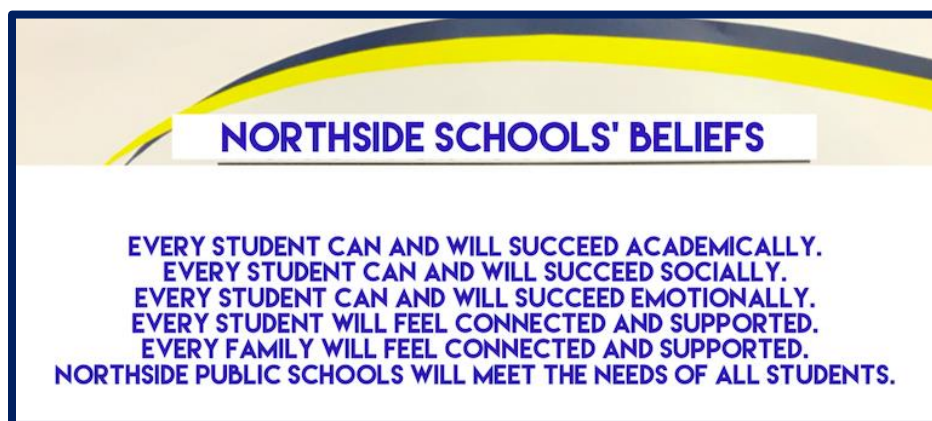 NORTHSIDE SCHOOLS' BELIEFS
EVERY STUDENT CAN AND WILL SUCCEED ACADEMICALLY.
EVERY STUDENT CAN AND WILL SUCCEED SOCIALLY.
EVERY STUDENT CAN AND WILL SUCCEED EMOTIONALLY.
EVERY STUDENT WILL FEEL CONNECTED AND SUPPORTED.
EVERY FAMILY WILL FEEL CONNECTED AND SUPPORTED.
NORTHSIDE PUBLIC SCHOOLS WILL MEET THE NEEDS OF ALL STUDENTS.